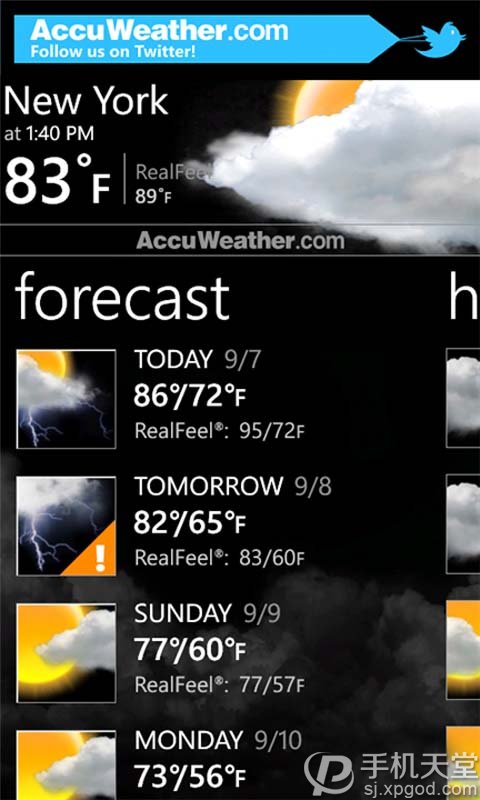 AccuWeather.com
Follow us on Twitter!
New York
at 1:40 PM
83°F
RealFeel
89°F
AccuWeather.com
forecast
h
TODAY 9/7
86°/72°F
RealFeel®: 95/72F
TOMORROW 9/8
82°/65°F
RealFeel®: 83/60F
!
SUNDAY 9/9
77°/60°F
RealFeel®: 77/57F
MONDAY 9/10
73°/56°F
手机天堂
sj.xpgod.com